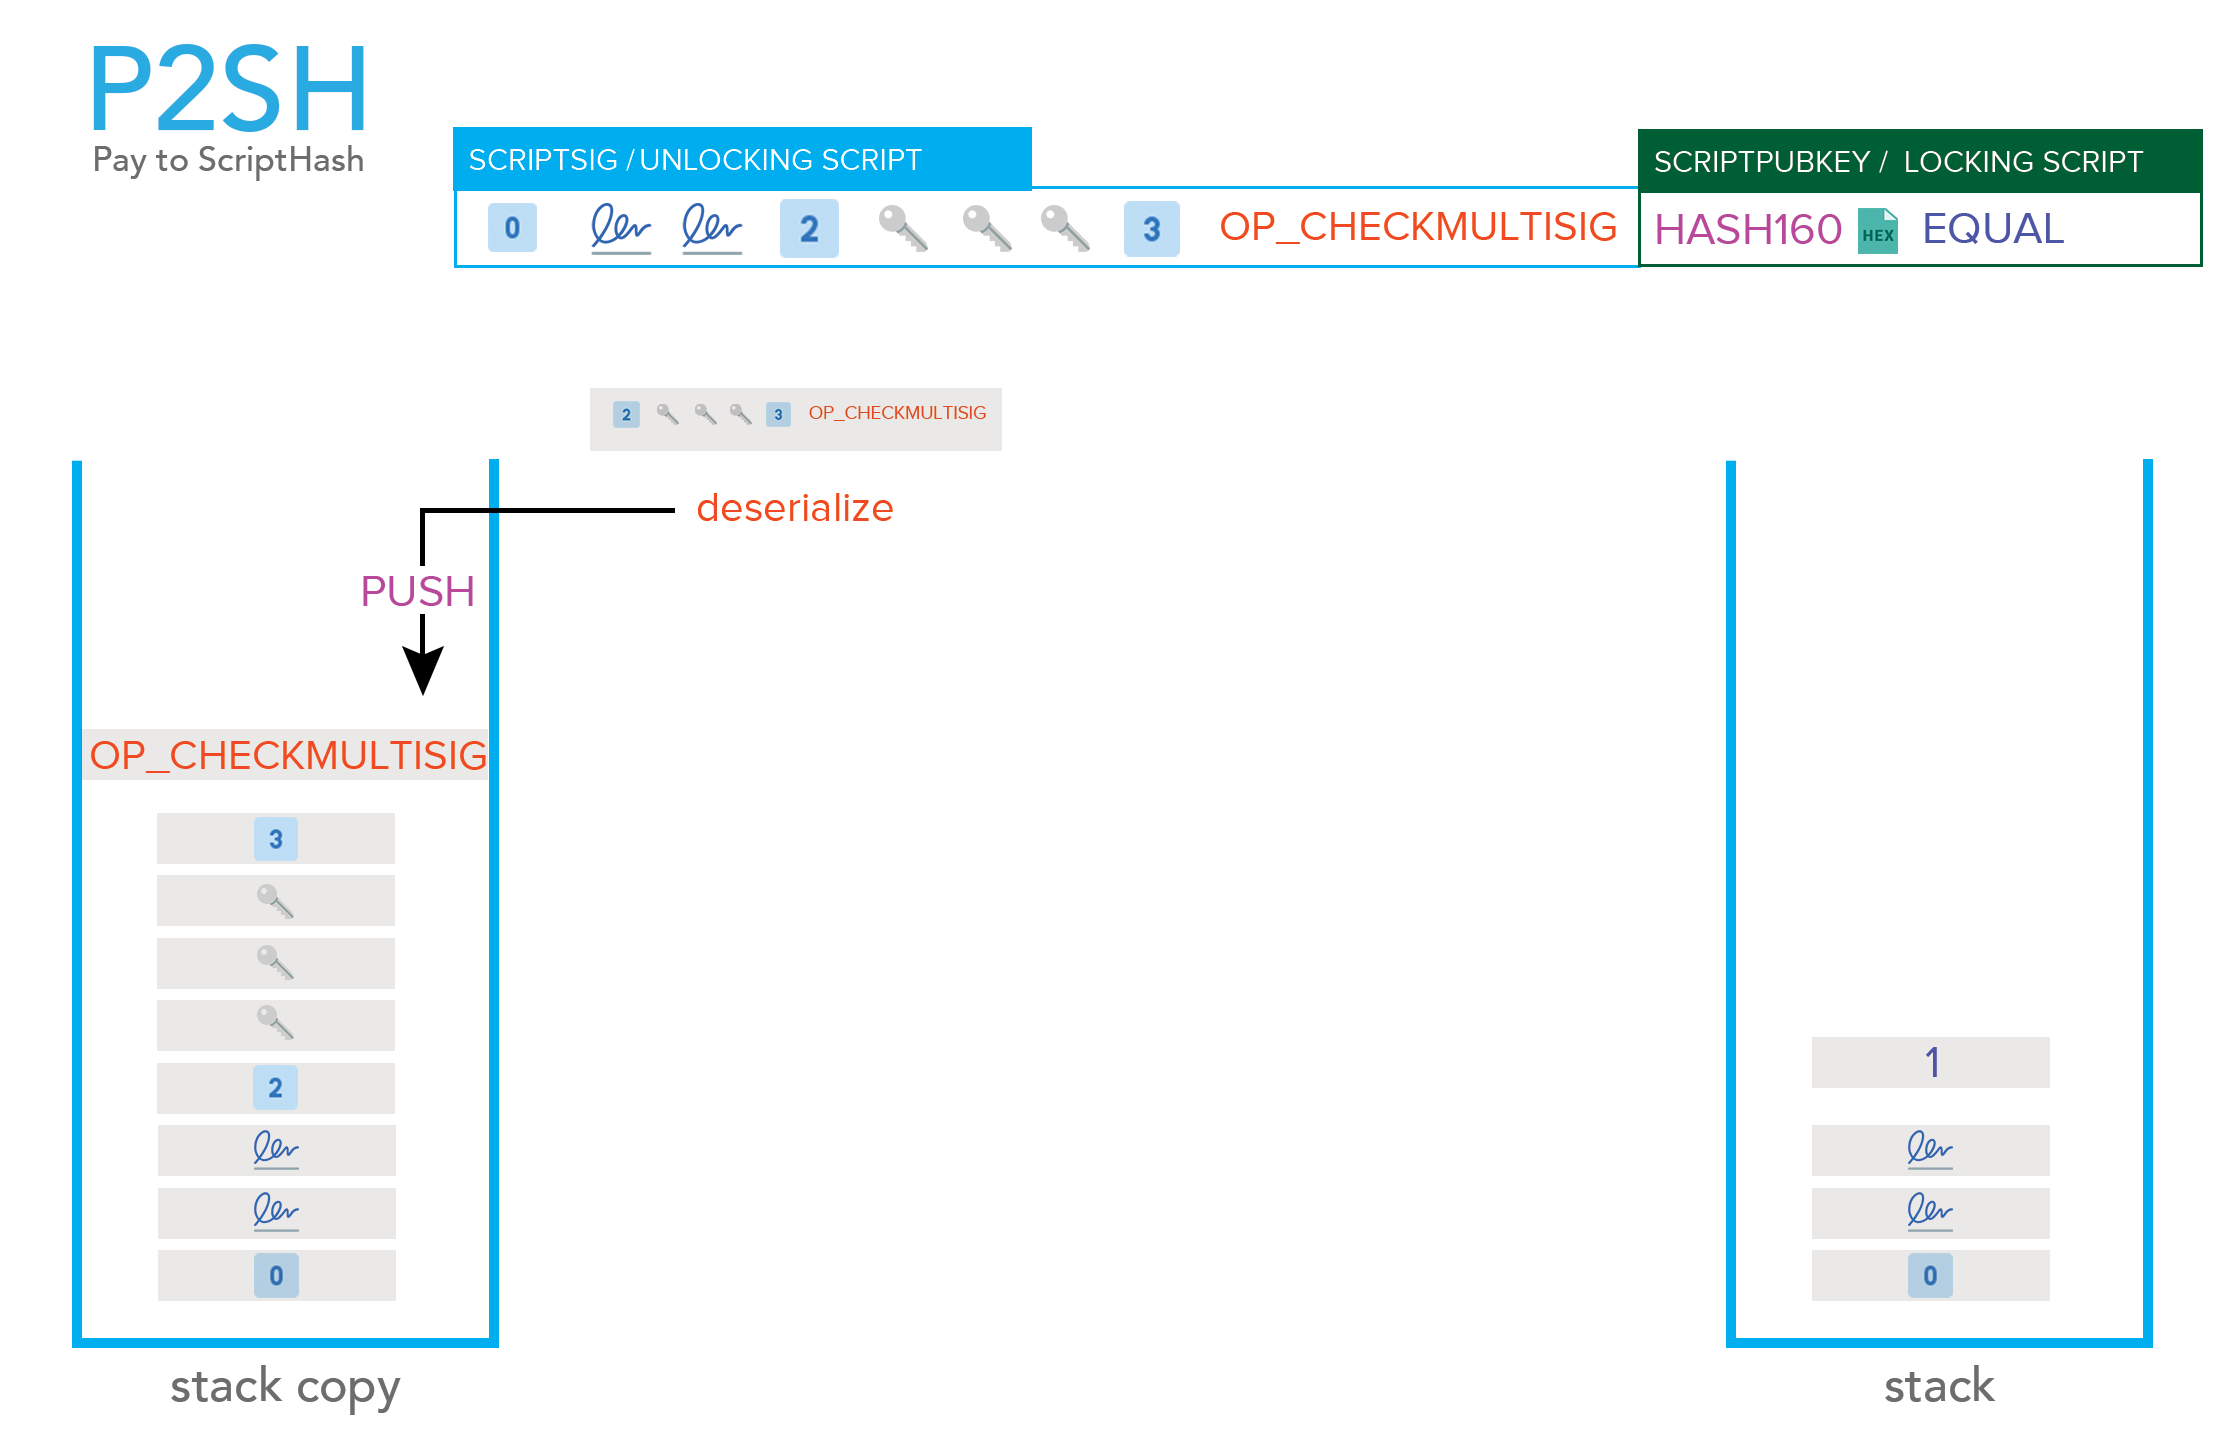 P2SH
Pay to ScriptHash
SCRIPTSIG / UNLOCKING SCRIPT
SCRIPTPUBKEY / LOCKING SCRIPT
0 2 3 OP_CHECKMULTISIG
HASH160 HEX EQUAL
2 3 OP_CHECKMULTISIG
deserialize
PUSH
OP_CHECKMULTISIG
3
2
0
stack copy
1
0
stack